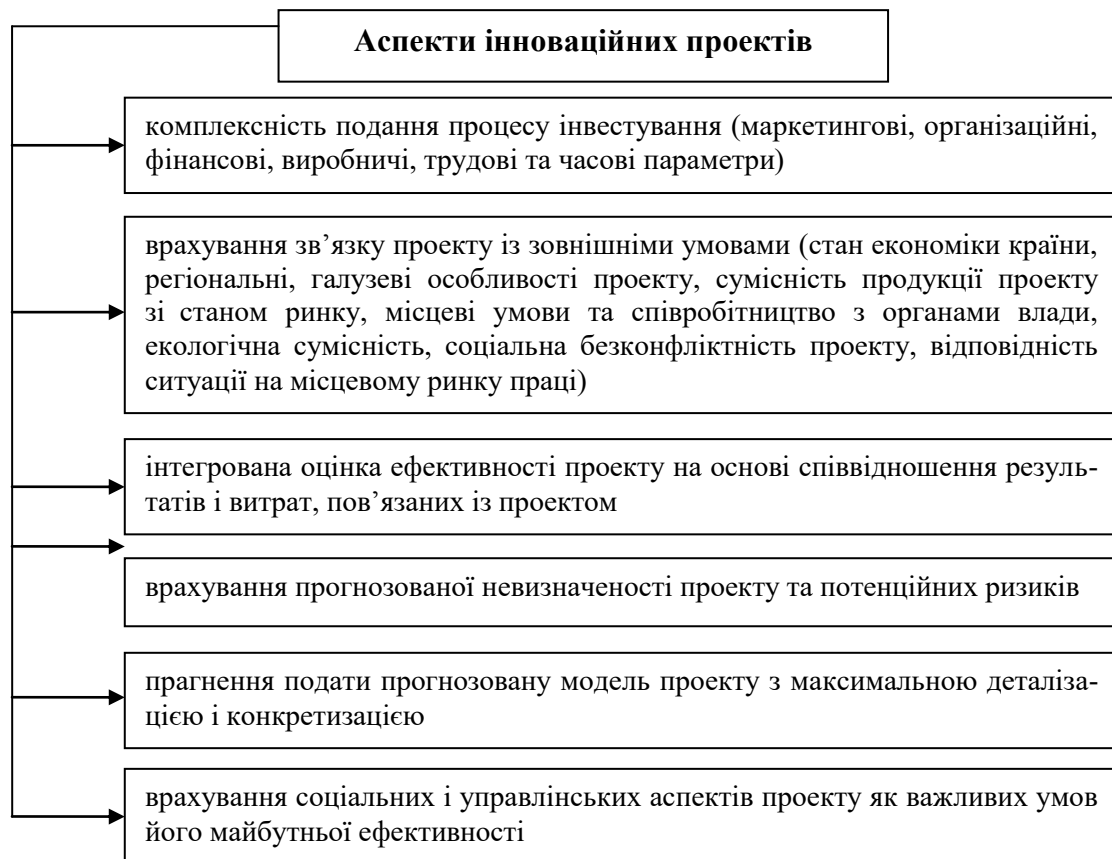 Аспекти інноваційних проектів
комплексність подання процесу інвестування (маркетингові, організаційні,
фінансові, виробничі, трудові та часові параметри)
врахування зв’язку проекту із зовнішніми умовами (стан економіки країни,
регіональні, галузеві особливості проекту, сумісність продукції проекту
зі станом ринку, місцеві умови та співробітництво з органами влади,
екологічна сумісність, соціальна безконфліктність проекту, відповідність
ситуації на місцевому ринку праці)
інтегрована оцінка ефективності проекту на основі співвідношення резуль-
татів і витрат, пов’язаних із проектом
врахування прогнозованої невизначеності проекту та потенційних ризиків
прагнення подати прогнозовану модель проекту з максимальною деталіза-
цією і конкретизацією
врахування соціальних і управлінських аспектів проекту як важливих умов
його майбутньої ефективності